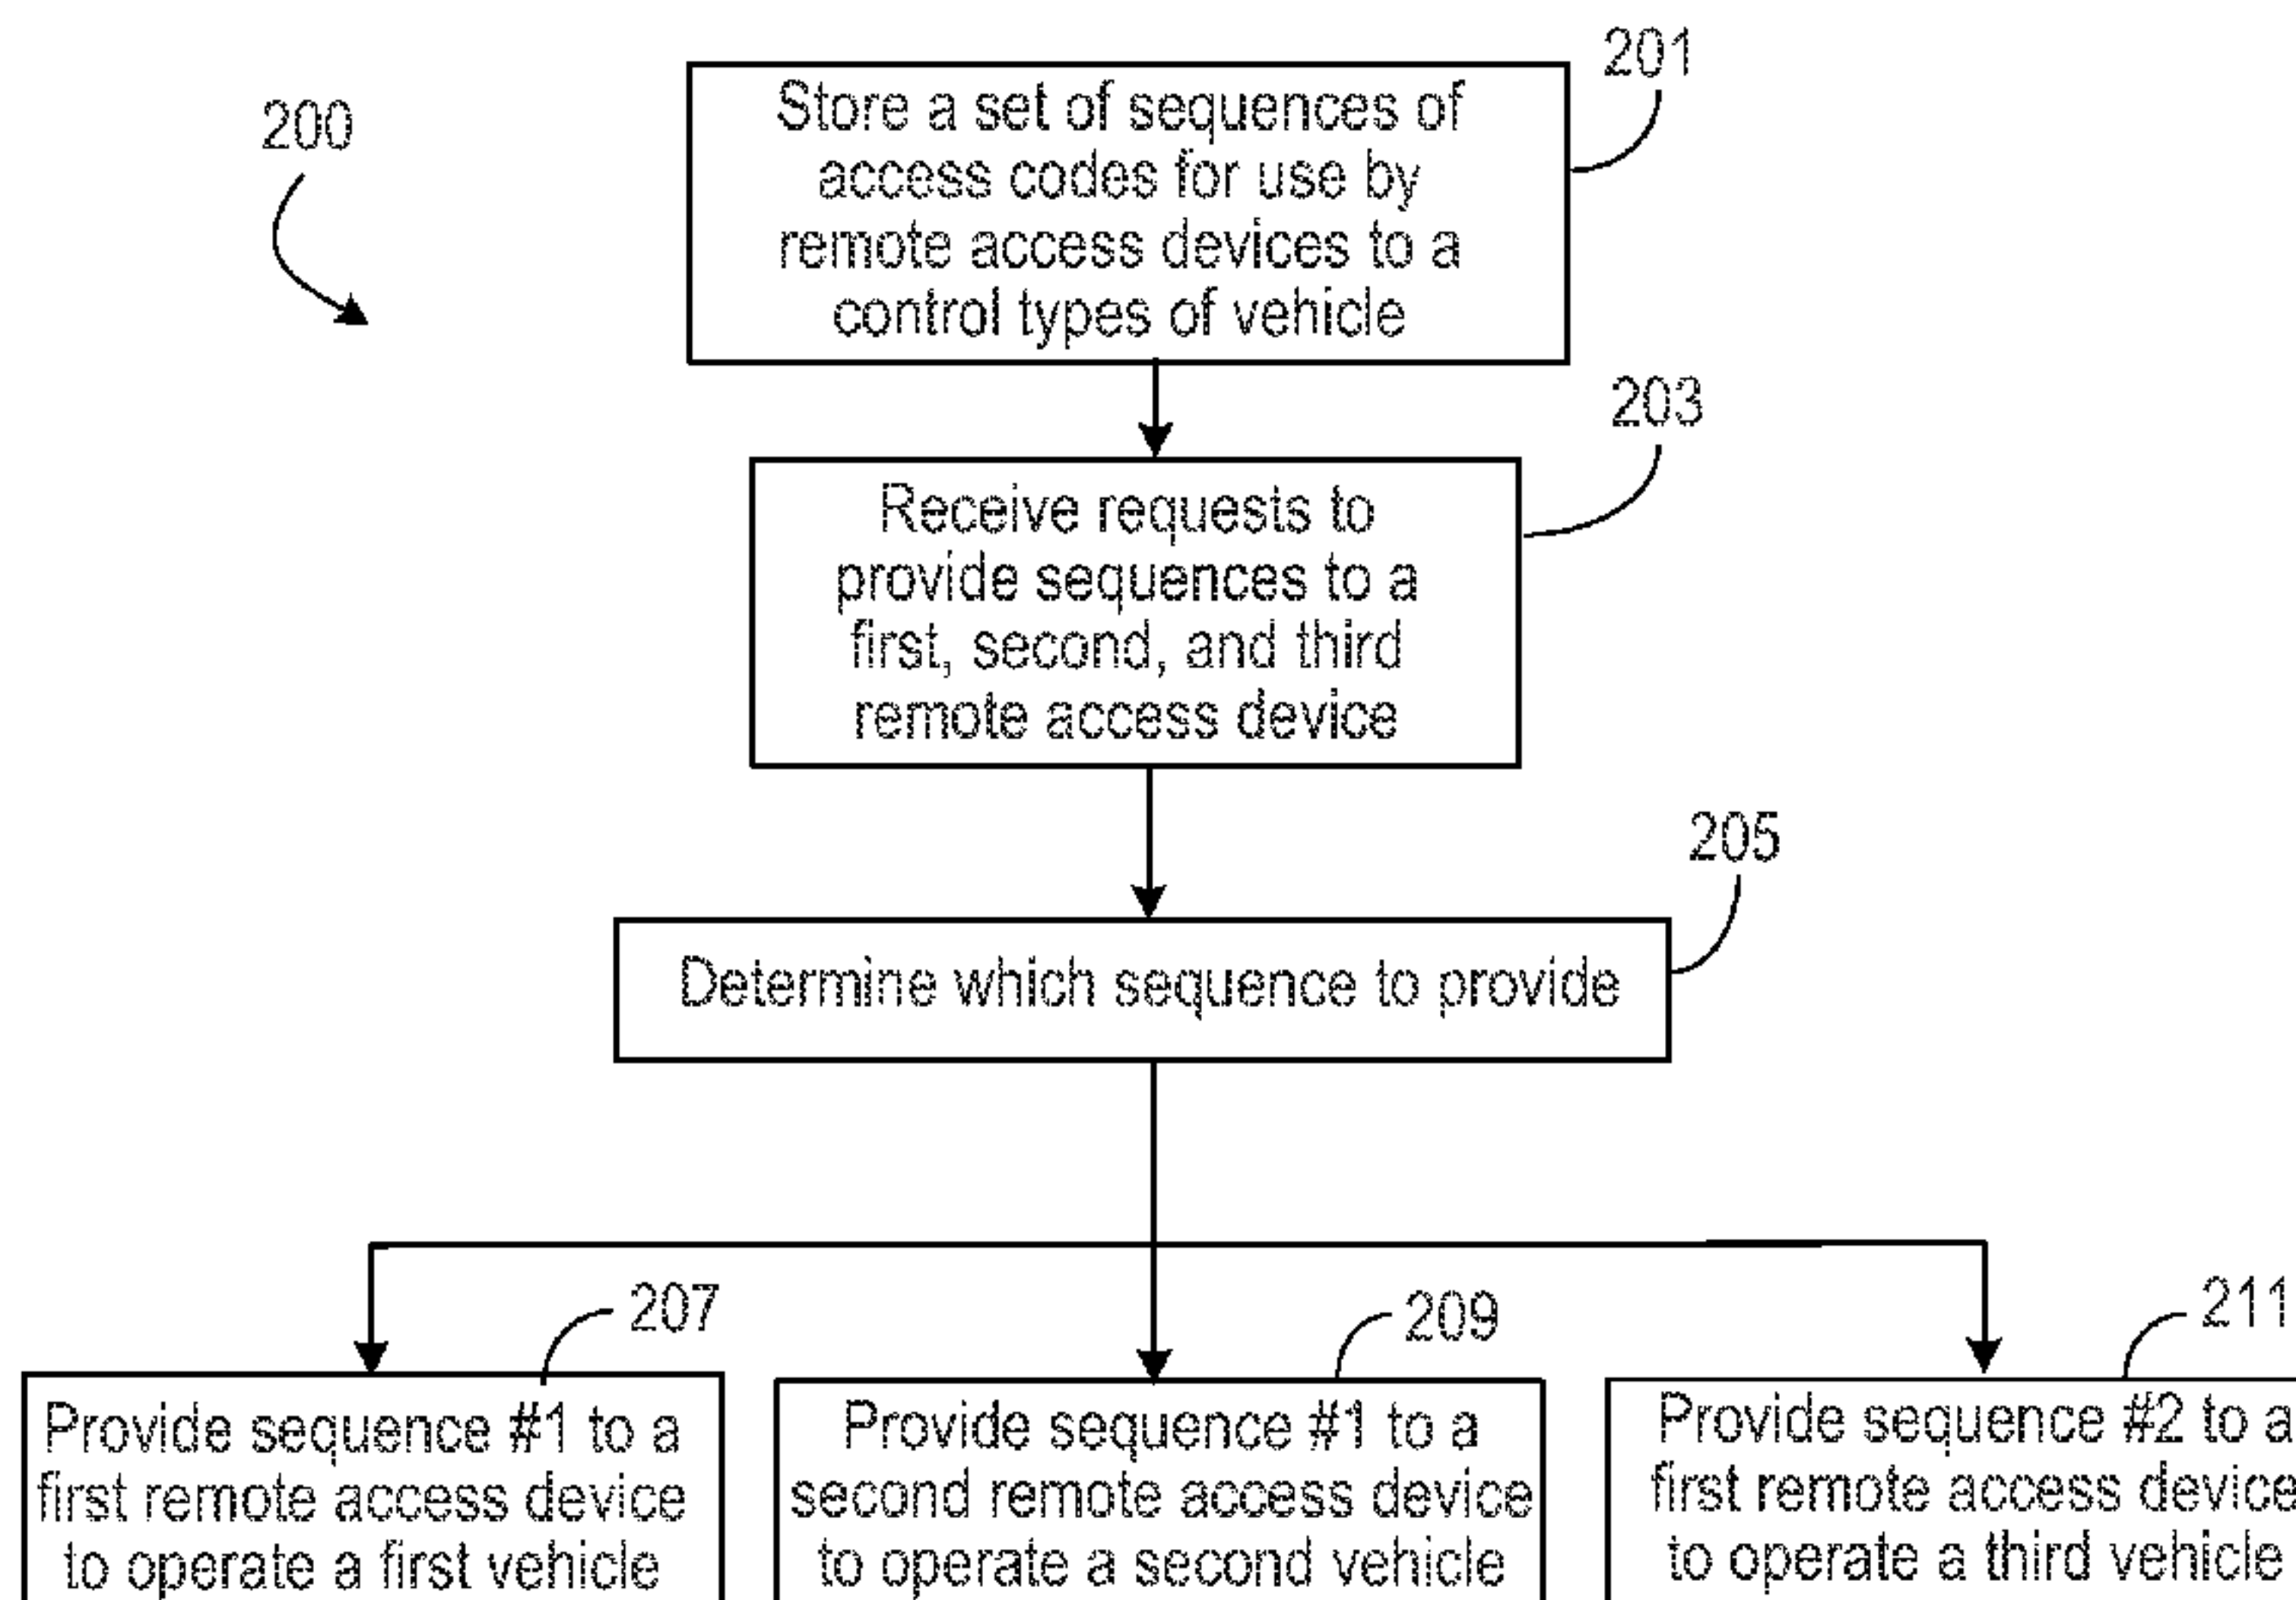 200
201
Store a set of sequences of
access codes for use by
remote access devices to a
control types of vehicle
203
Receive requests to
provide sequences to a
first, second, and third
remote access device
205
Determine which sequence to provide
207
Provide sequence #1 to a
first remote access device
to operate a first vehicle
209
Provide sequence #1 to a
second remote access device
to operate a second vehicle
211
Provide sequence #2 to a
first remote access device
to operate a third vehicle